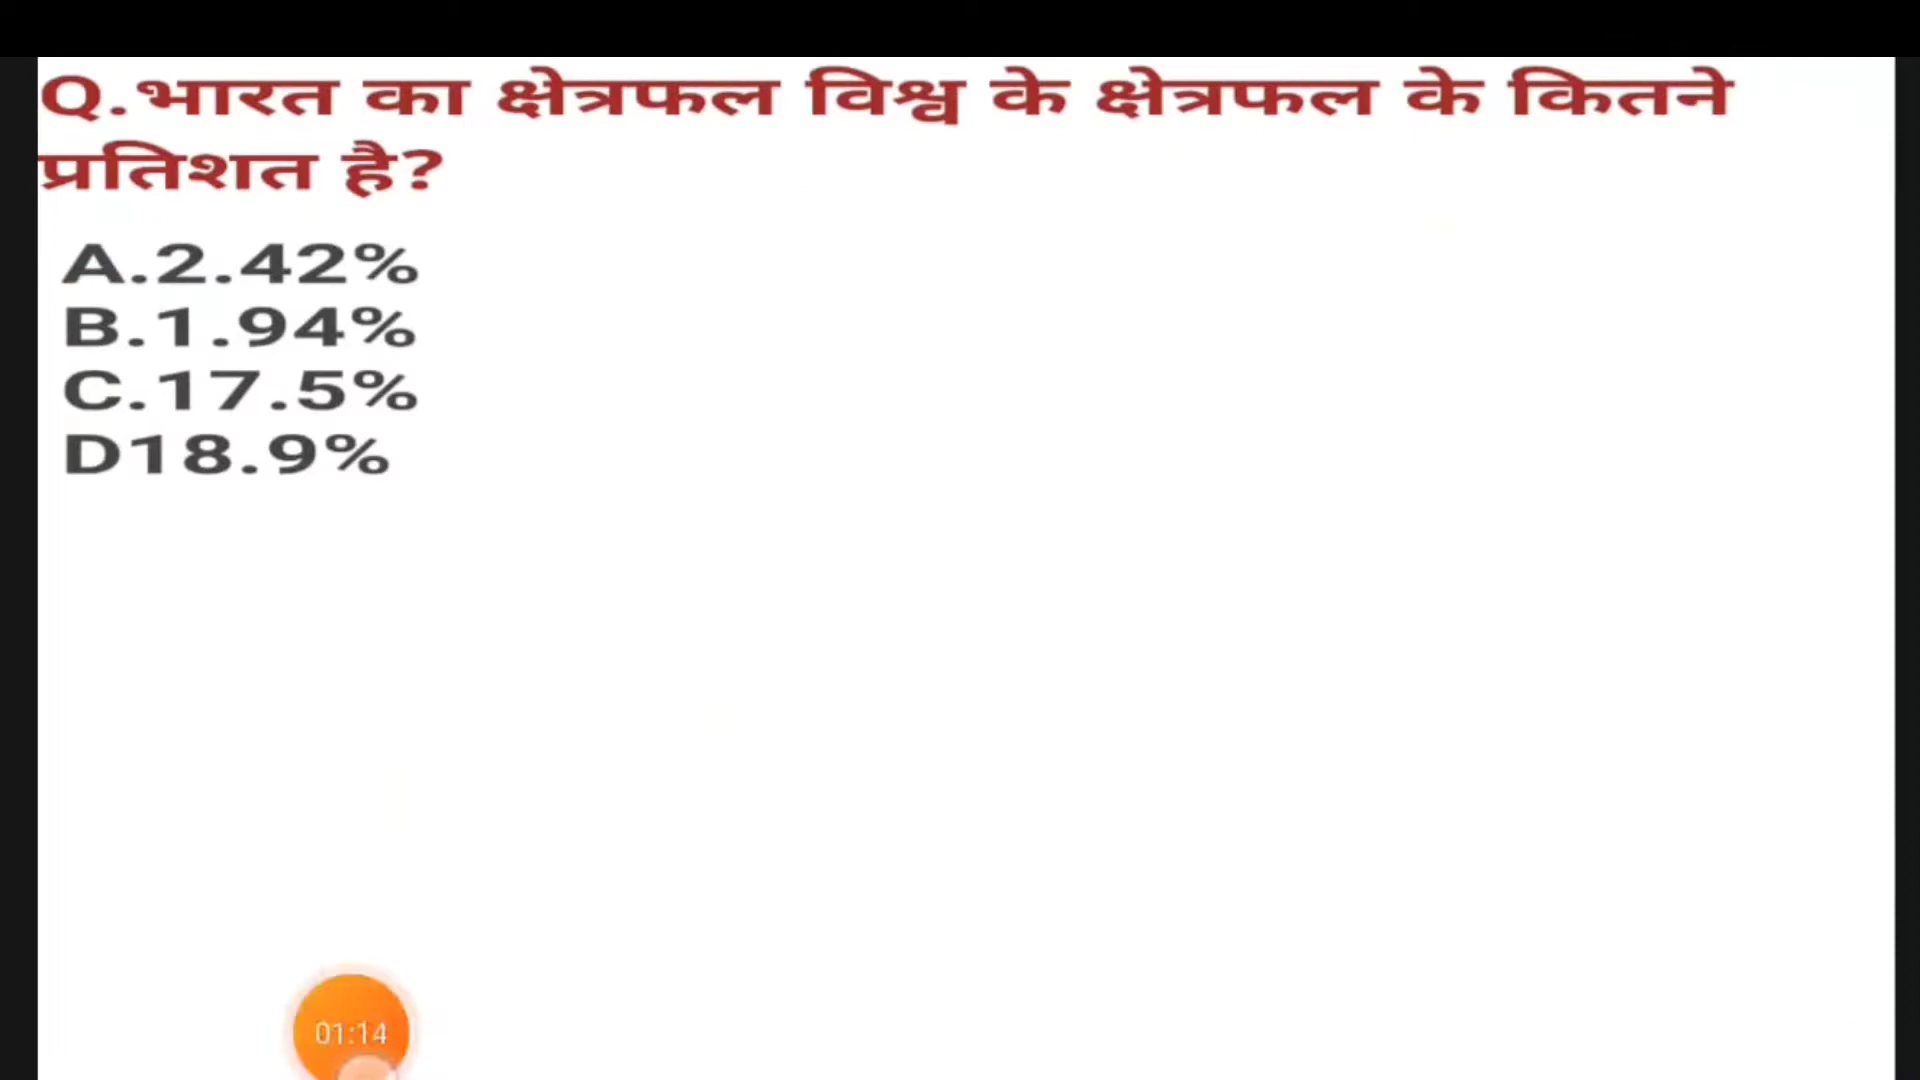 Q.भारत का क्षेत्रफल विश्व के क्षेत्रफल के कितने
प्रतिशत है?
A.2.42%
B.1.94%
C.17.5%
D18.9%
01:14